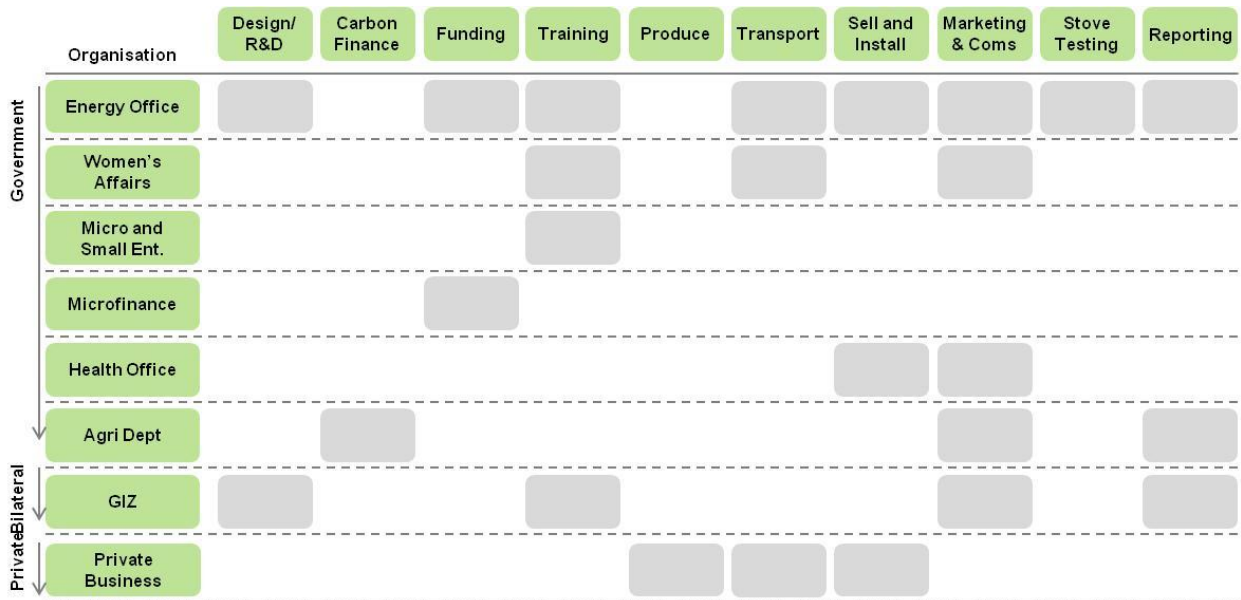 Organisation
Design/
R&D
Carbon
Finance
Funding
Training
Produce
Transport
Sell and
Install
Marketing
& Coms
Stove
Testing
Reporting
Government
Energy Office
Women's
Affairs
Micro and
Small Ent.
Microfinance
Health Office
Agri Dept
Bilateral
GIZ
Private
Private
Business